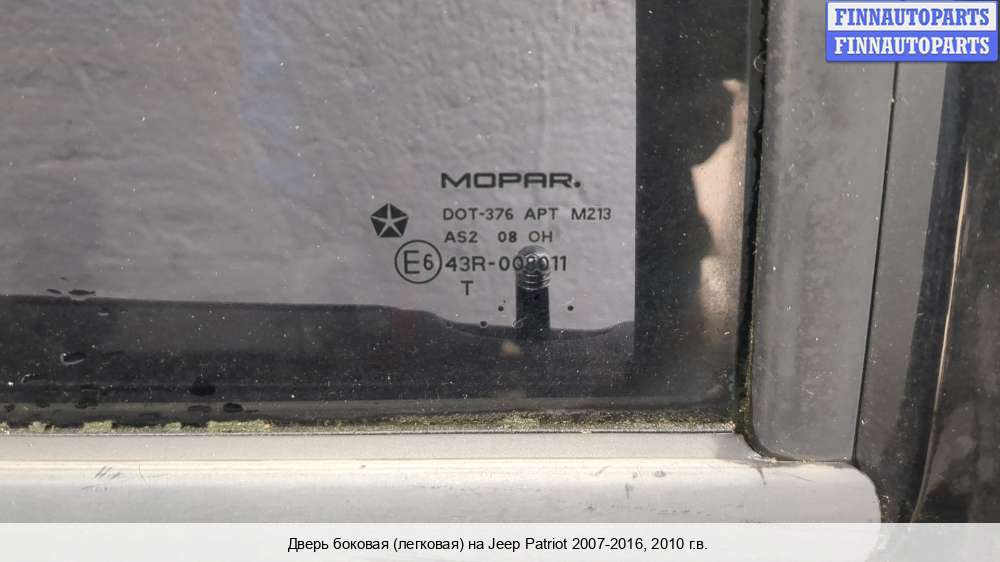 FINNAUTOPARTS
FINNAUTOPARTS
MOPAR.
DOT-376 APT M213
AS2 08 OH
E6 43R-008011
T
Дверь боковая (легковая) на Jeep Patriot 2007-2016, 2010 г.в.